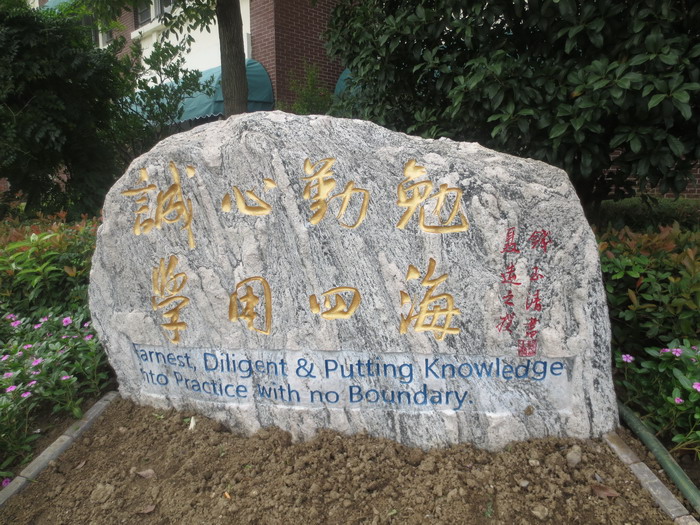 誠心勤勉
學用四海
Earnest, Diligent & Putting Knowledge
into Practice with no Boundary.